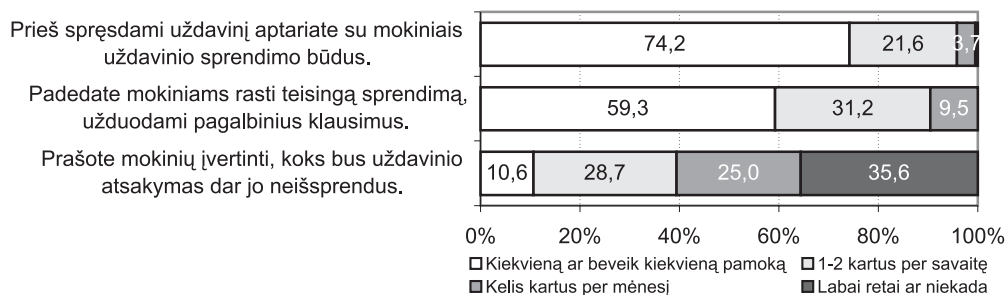 Prieš spręsdami uždavinį aptariate su mokiniais
uždavinio sprendimo būdus.
74,2 21,6 3,7
Padedate mokiniams rasti teisingą sprendimą,
užduodami pagalbinius klausimus.
59,3 31,2 9,5
Prašote mokinių įvertinti, koks bus uždavinio
atsakymas dar jo neišsprendus.
10,6 28,7 25,0 35,6
0% 20% 40% 60% 80% 100%
Kiekvieną ar beveik kiekvieną pamoką 1-2 kartus per savaitę
Kelis kartus per mėnesį Labai retai ar niekada